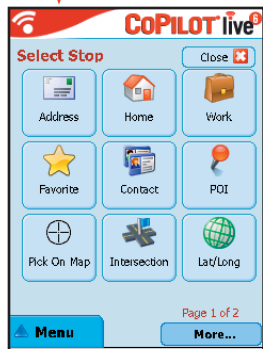 CoPILOT live 6
Select Stop Close
Address Home Work
Favorite Contact POI
Pick On Map Intersection Lat/Long
Page 1 of 2
Menu More...